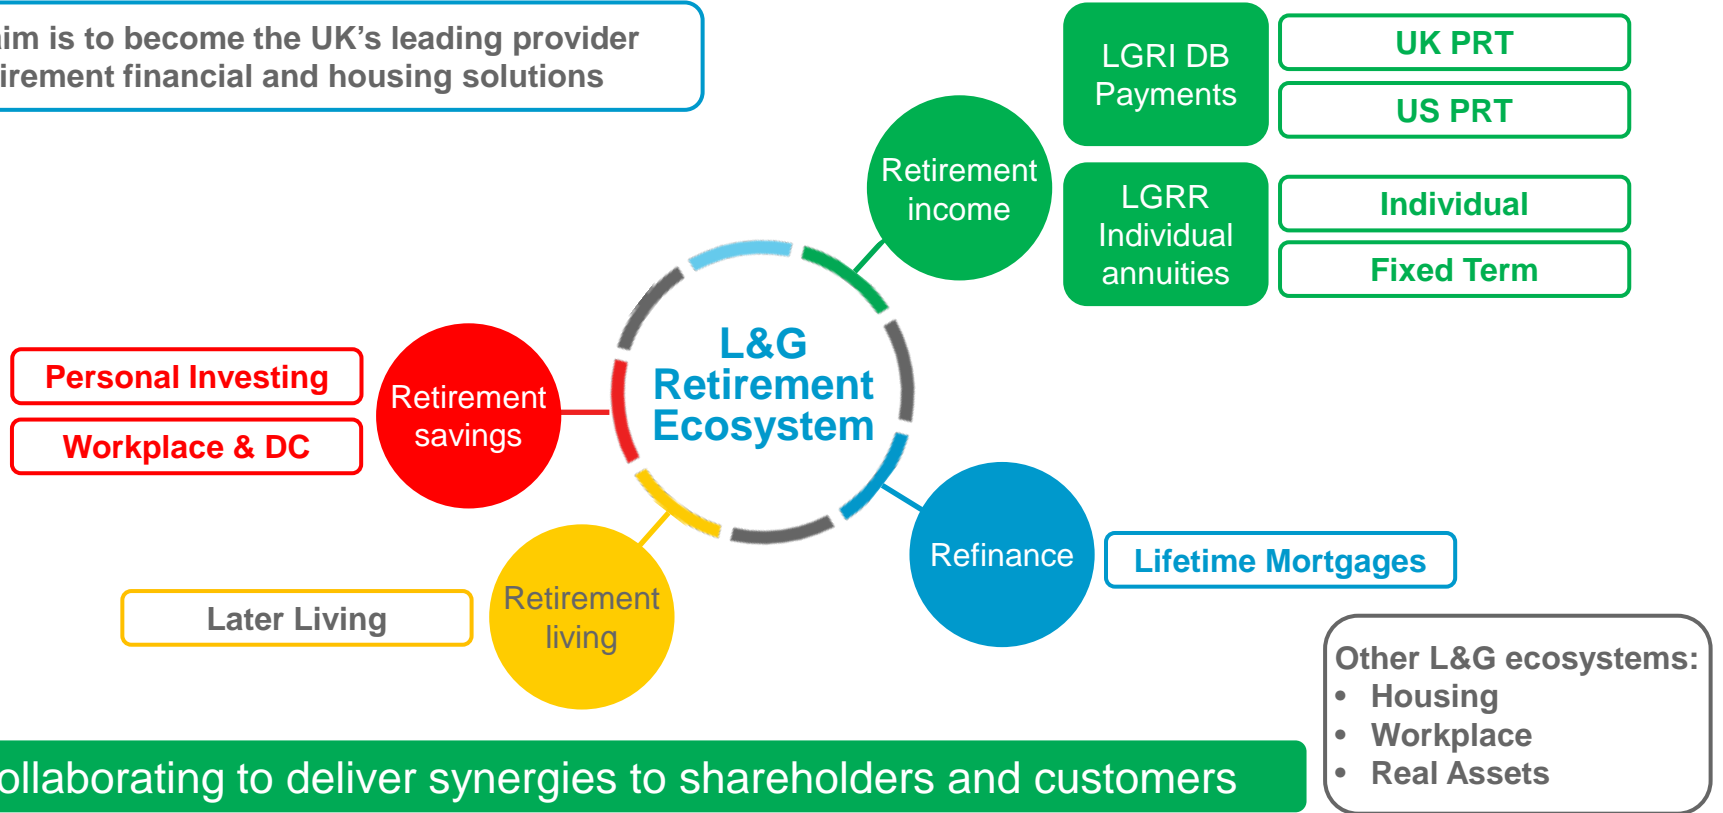 aim is to become the UK's leading provider
irement financial and housing solutions
LGRI DB
Payments
UK PRT
US PRT
Retirement
income
LGRR
Individual
annuities
Individual
Fixed Term
L&G
Retirement
Ecosystem
Personal Investing
Workplace & DC
Retirement
savings
Refinance
Lifetime Mortgages
Later Living
Retirement
living
Other L&G ecosystems:
• Housing
• Workplace
• Real Assets
ollaborating to deliver synergies to shareholders and customers